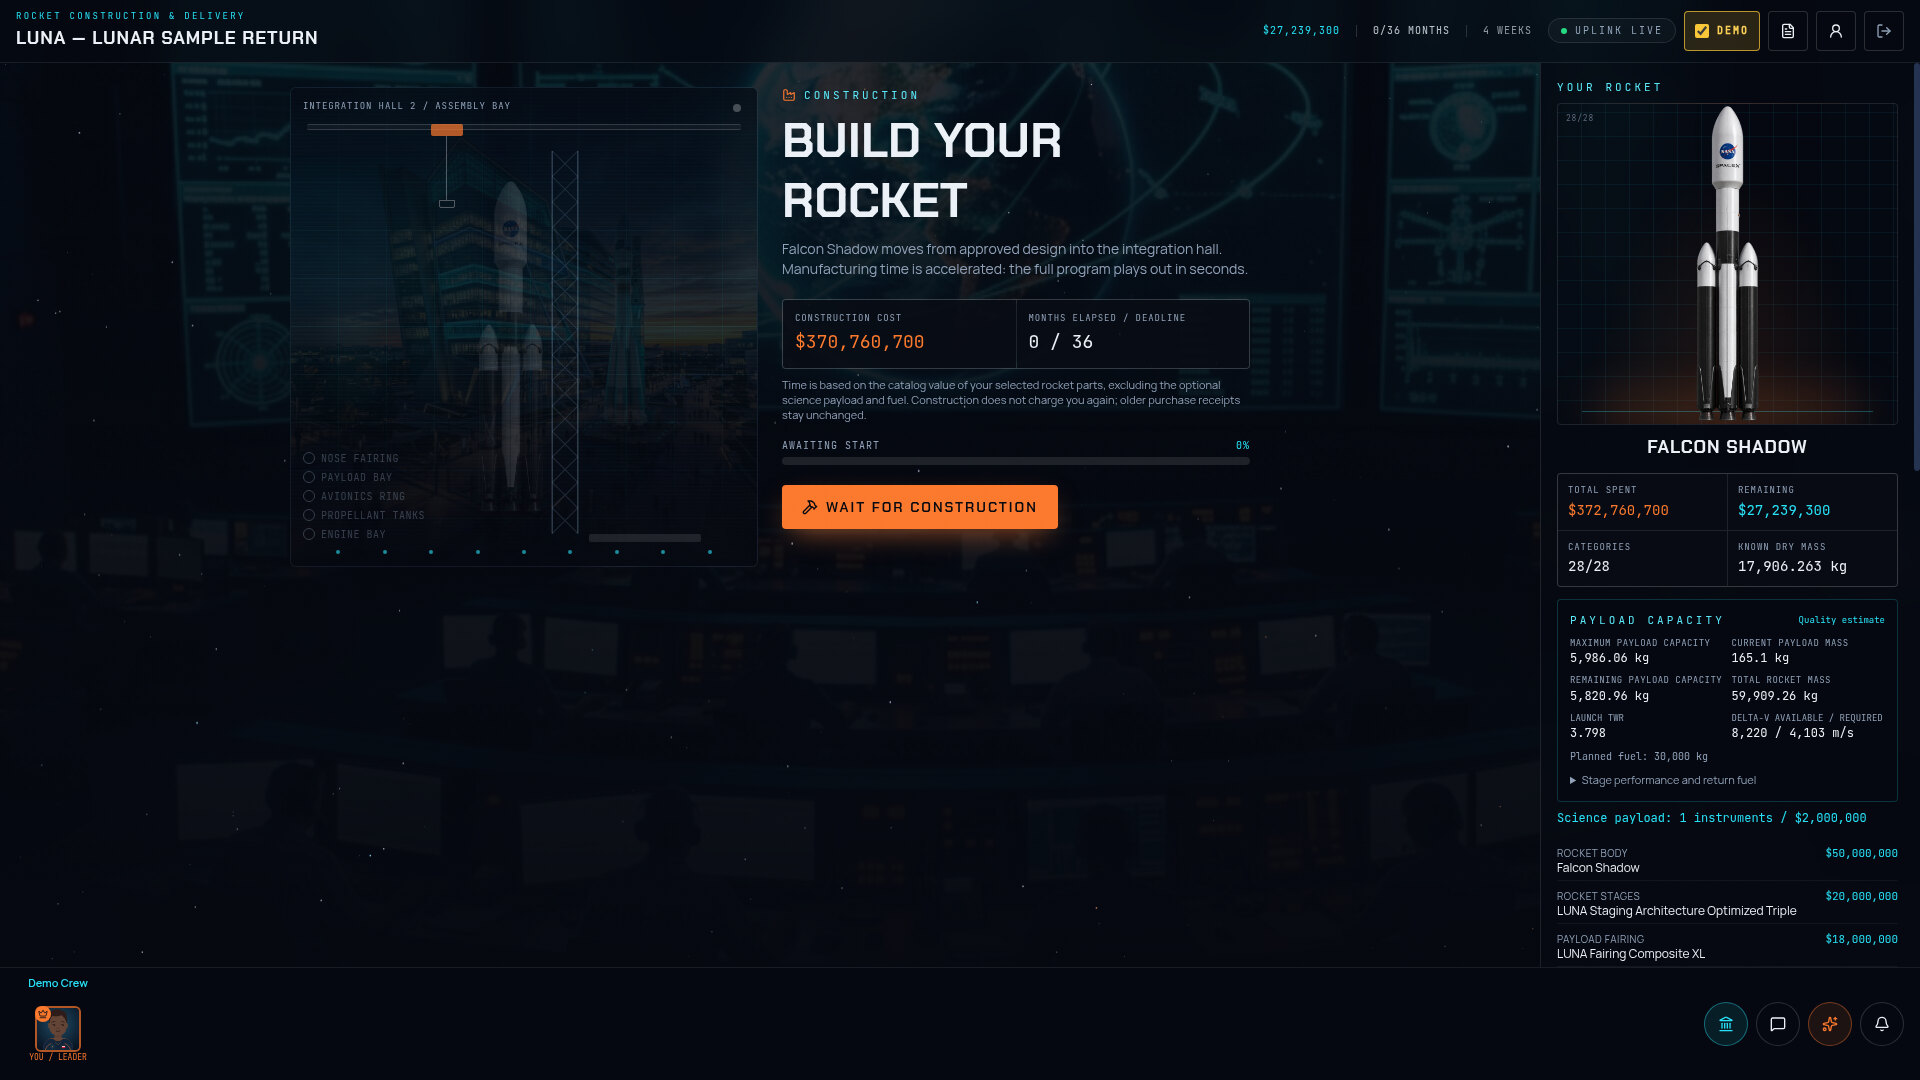 ROCKET CONSTRUCTION & DELIVERY
LUNA — LUNAR SAMPLE RETURN
$27,239,300
0/36 MONTHS
4 WEEKS
UPLINK LIVE
DEMO
INTEGRATION HALL 2 / ASSEMBLY BAY
NOSE FAIRING
PAYLOAD BAY
AVIONICS RING
PROPELLANT TANKS
ENGINE BAY
CONSTRUCTION
BUILD YOUR
ROCKET
Falcon Shadow moves from approved design into the integration hall.
Manufacturing time is accelerated: the full program plays out in seconds.
CONSTRUCTION COST
$370,760,700
MONTHS ELAPSED / DEADLINE
0 / 36
Time is based on the catalog value of your selected rocket parts, excluding the optional
science payload and fuel. Construction does not charge you again; older purchase receipts
stay unchanged.
AWAITING START
0%
WAIT FOR CONSTRUCTION
YOUR ROCKET
28/28
NASA
FALCON SHADOW
TOTAL SPENT
$372,760,700
REMAINING
$27,239,300
CATEGORIES
28/28
KNOWN DRY MASS
17,906.263 kg
PAYLOAD CAPACITY
Quality estimate
MAXIMUM PAYLOAD CAPACITY
5,986.06 kg
CURRENT PAYLOAD MASS
165.1 kg
REMAINING PAYLOAD CAPACITY
5,820.96 kg
TOTAL ROCKET MASS
59,909.26 kg
LAUNCH TWR
3.798
DELTA-V AVAILABLE / REQUIRED
8,220 / 4,103 m/s
Planned fuel: 30,000 kg
Stage performance and return fuel
Science payload: 1 instruments / $2,000,000
ROCKET BODY
$50,000,000
Falcon Shadow
ROCKET STAGES
$20,000,000
LUNA Staging Architecture Optimized Triple
PAYLOAD FAIRING
$18,000,000
LUNA Fairing Composite XL
Demo Crew
YOU / LEADER